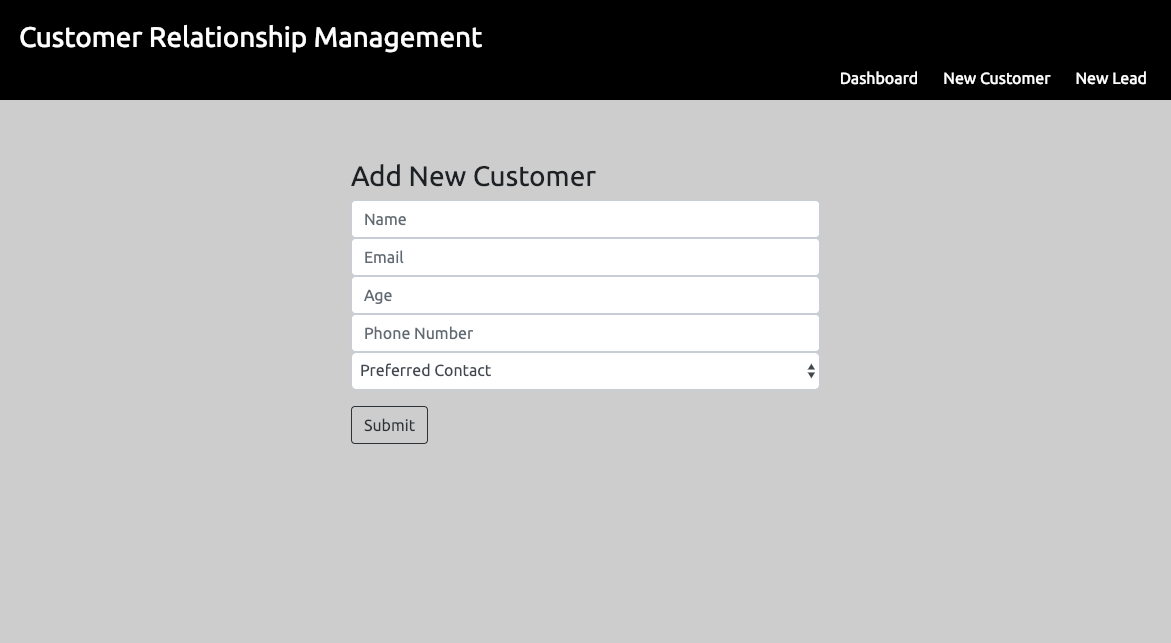 Customer Relationship Management
Dashboard New Customer New Lead
Add New Customer
Name
Email
Age
Phone Number
Preferred Contact
Submit